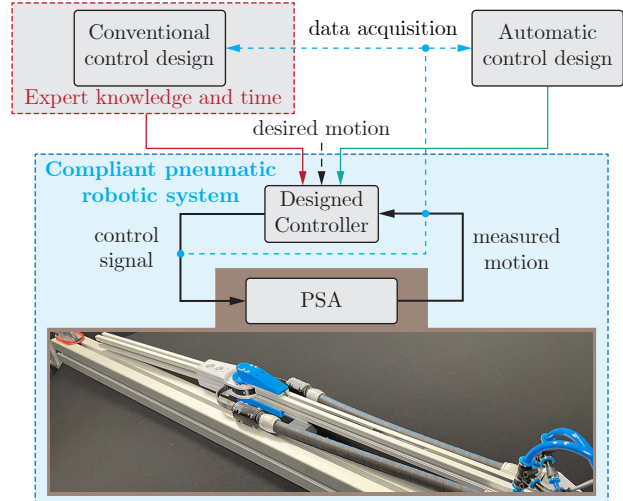 Conventional
control design
data acquisition
Automatic
control design
Expert knowledge and time
desired motion
Compliant pneumatic
robotic system
Designed
Controller
control
signal
measured
motion
PSA